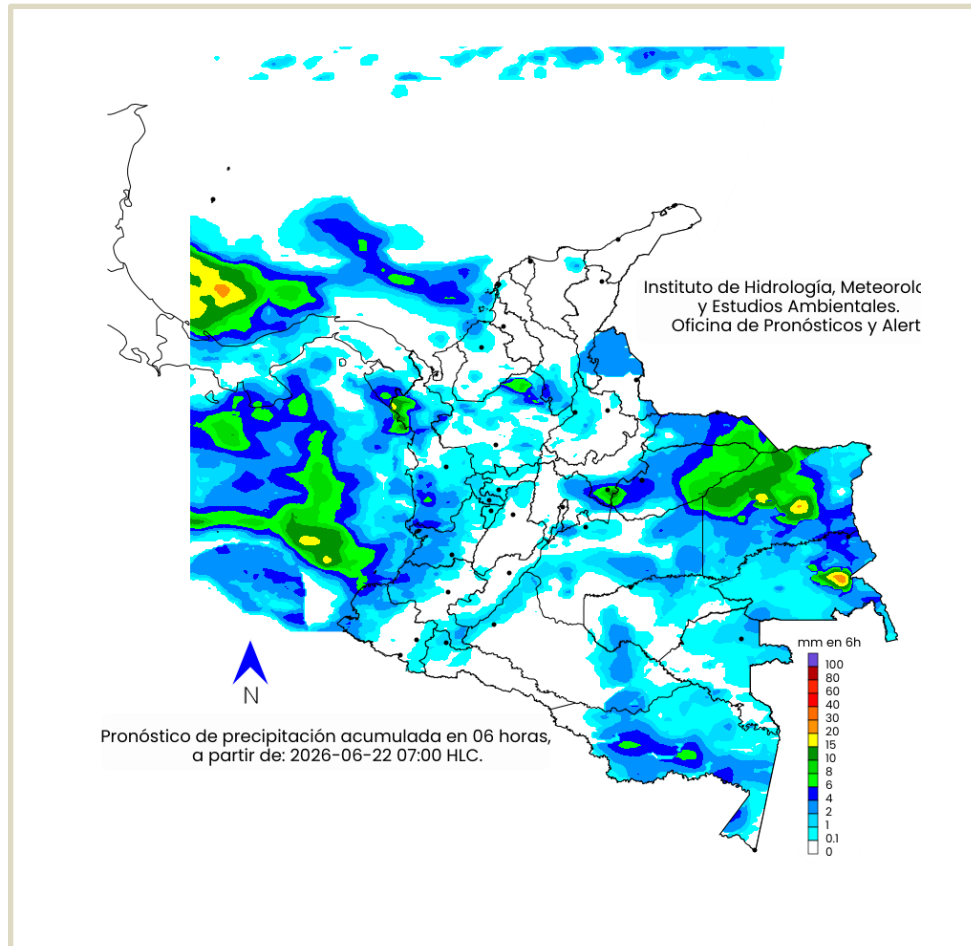 Instituto de Hidrología, Meteorolo
y Estudios Ambientales.
Oficina de Pronósticos y Alert
N
Pronóstico de precipitación acumulada en 06 horas,
a partir de: 2026-06-22 07:00 HLC.
mm en 6h
100
80
60
40
30
20
15
10
8
6
4
2
1
0.1
0